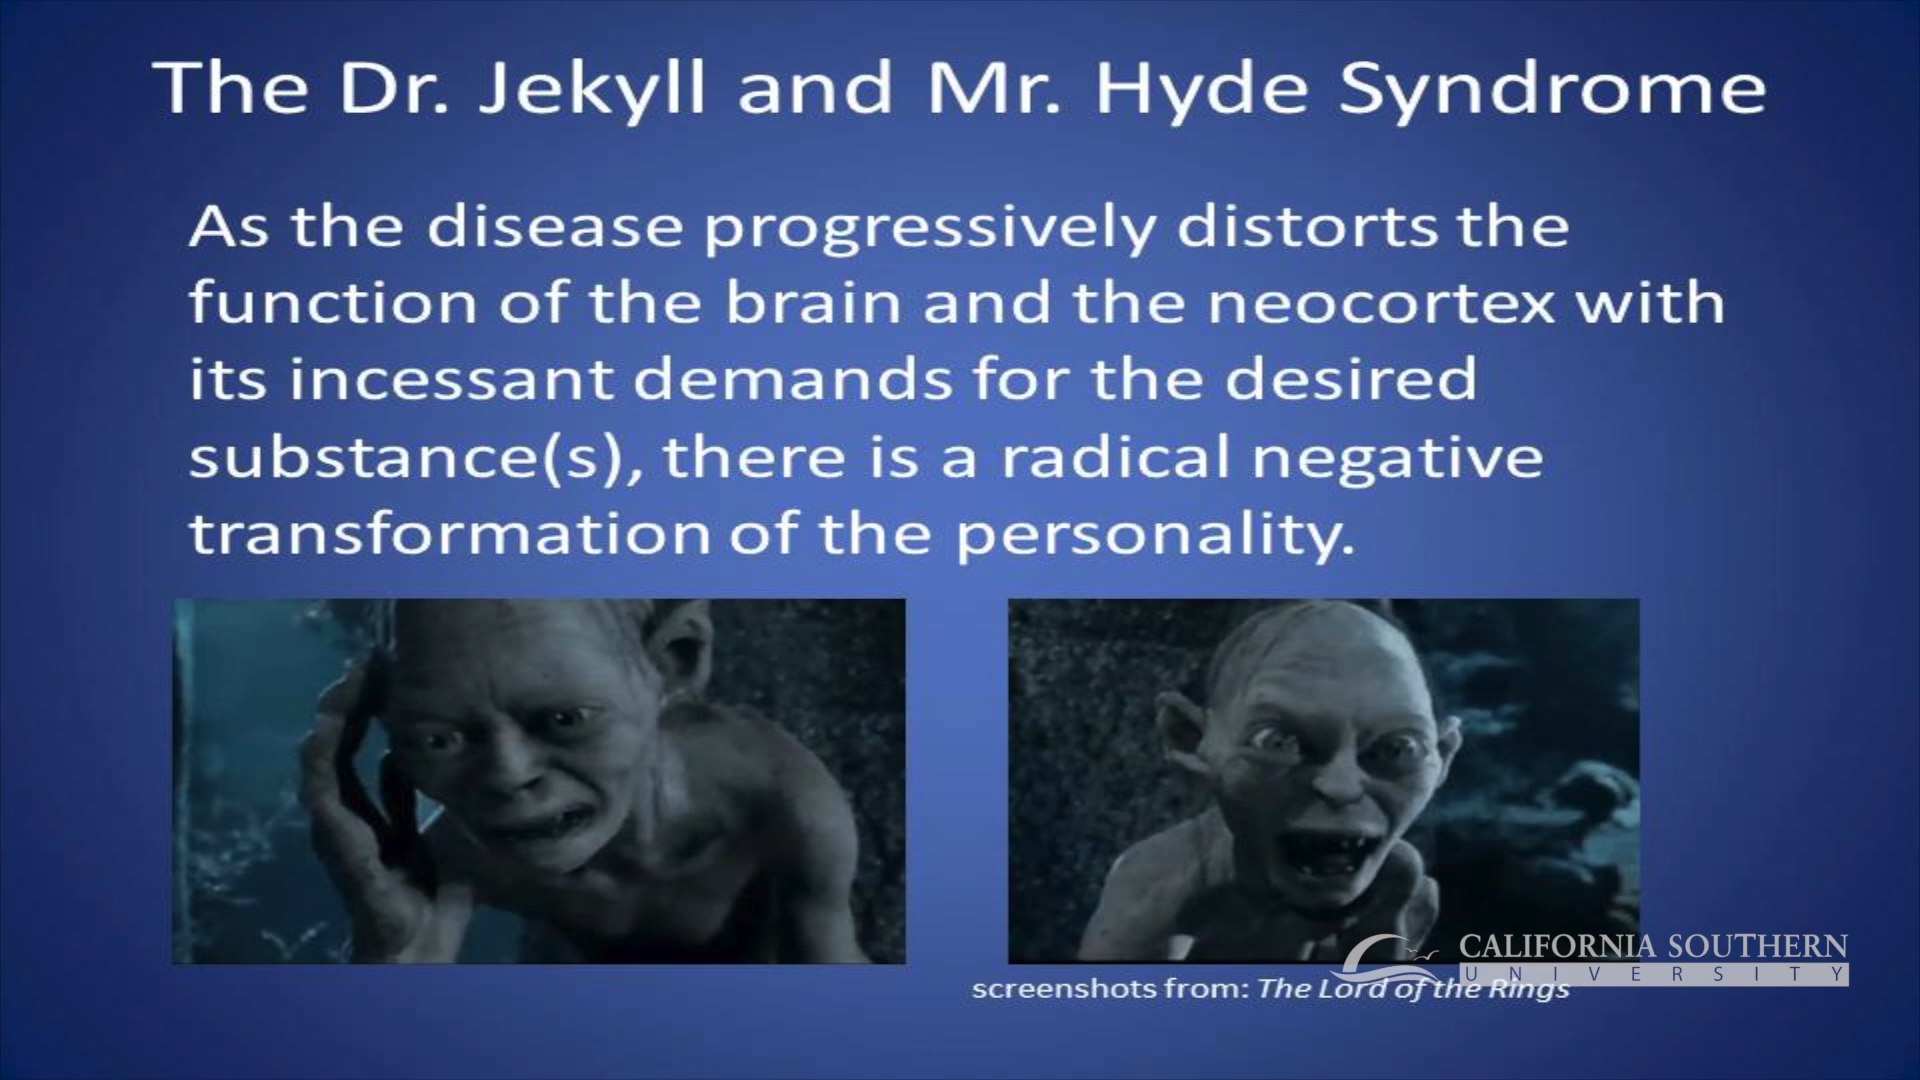 The Dr. Jekyll and Mr. Hyde Syndrome
As the disease progressively distorts the
function of the brain and the neocortex with
its incessant demands for the desired
substance(s), there is a radical negative
transformation of the personality.
CALIFORNIA SOUTHERN
UNIVERSITY
screenshots from: The Lord of the Rings